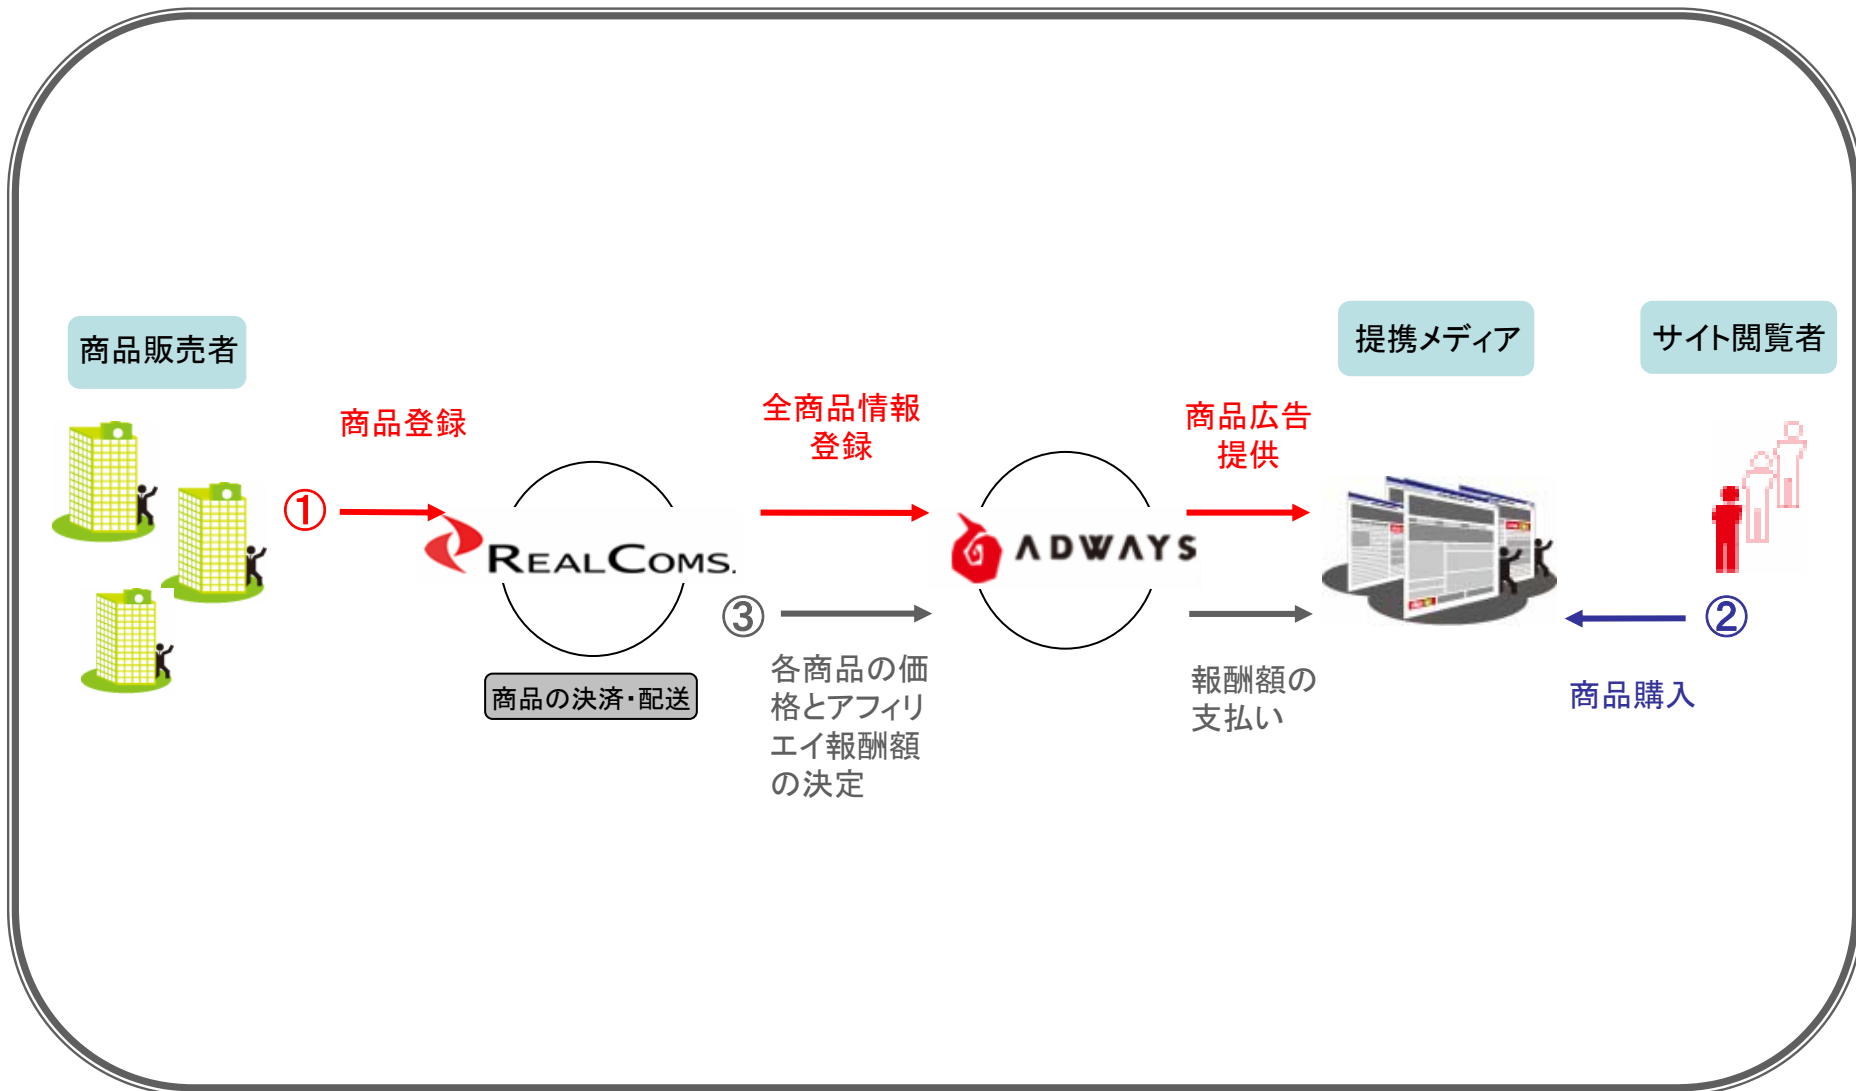 商品販売者
提携メディア
サイト閲覧者
商品登録
全商品情報
登録
商品広告
提供
①
REALCOMS.
ADWAYS
③
②
商品の決済・配送
各商品の価
格とアフィリ
エイ報酬額
の決定
報酬額の
支払い
商品購入